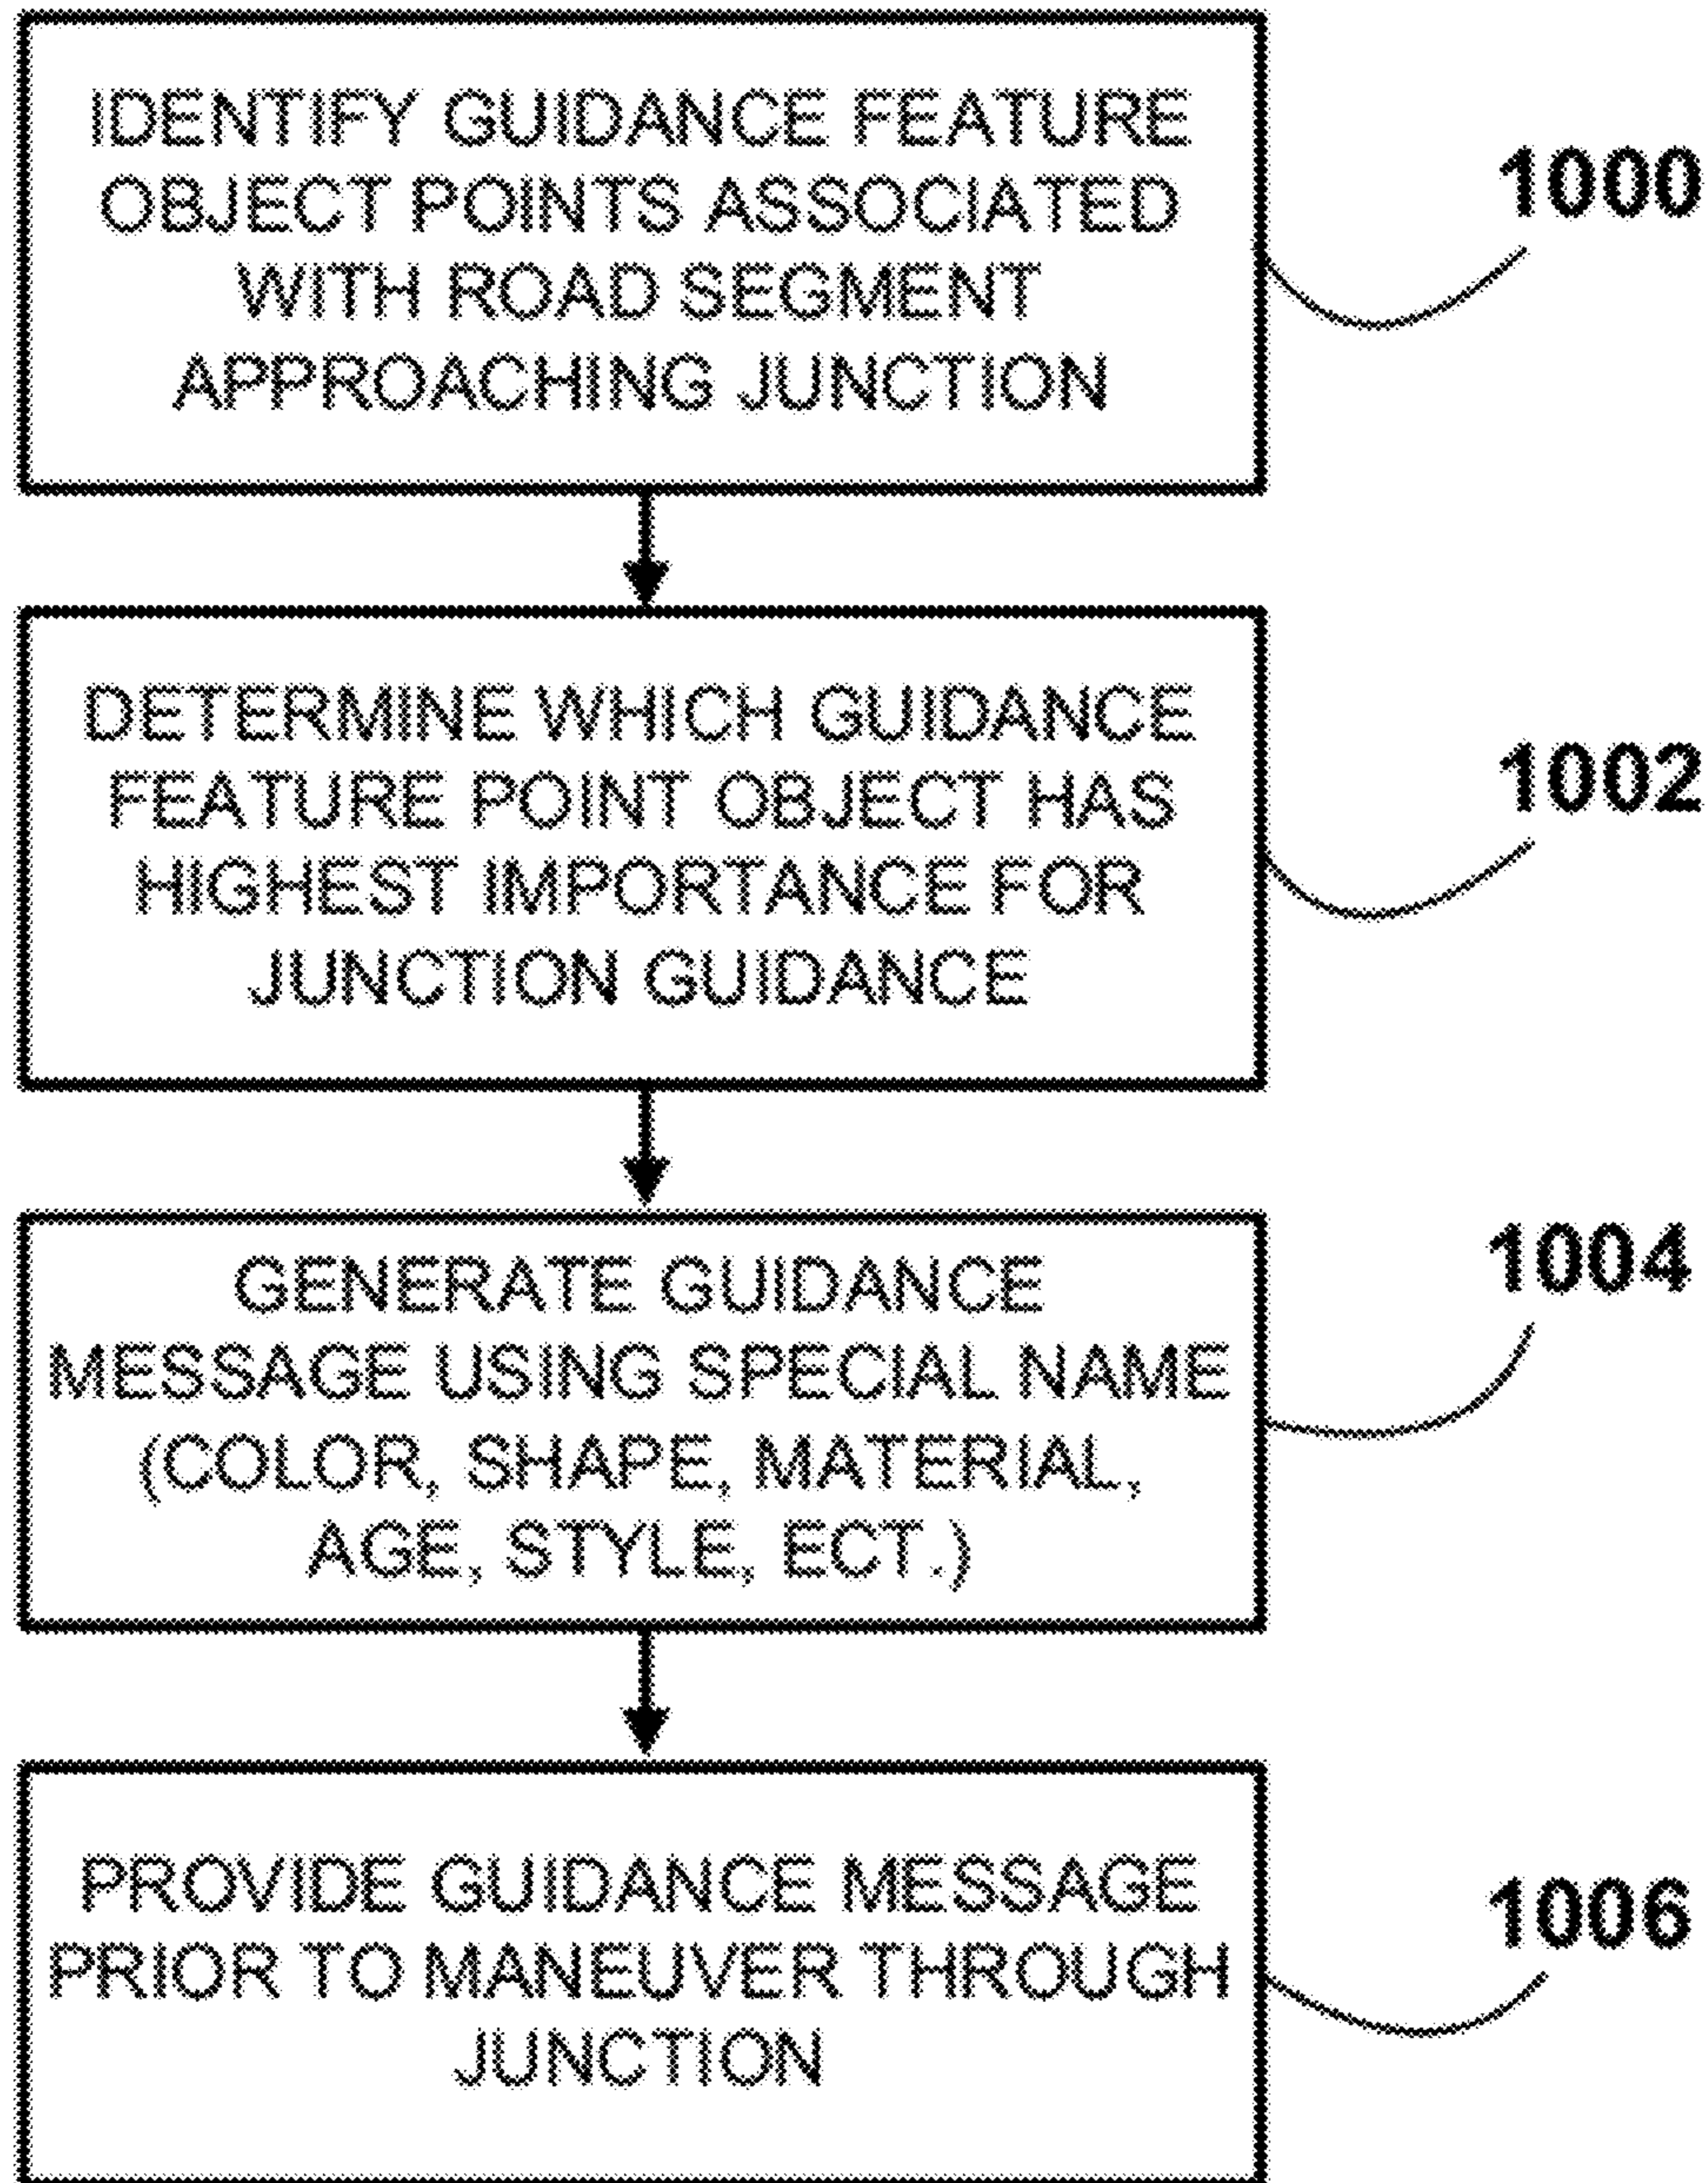 IDENTIFY GUIDANCE FEATURE
OBJECT POINTS ASSOCIATED
WITH ROAD SEGMENT
APPROACHING JUNCTION
1000
DETERMINE WHICH GUIDANCE
FEATURE POINT OBJECT HAS
HIGHEST IMPORTANCE FOR
JUNCTION GUIDANCE
1002
GENERATE GUIDANCE
MESSAGE USING SPECIAL NAME
(COLOR, SHAPE, MATERIAL,
AGE, STYLE, ECT.)
1004
PROVIDE GUIDANCE MESSAGE
PRIOR TO MANEUVER THROUGH
JUNCTION
1006